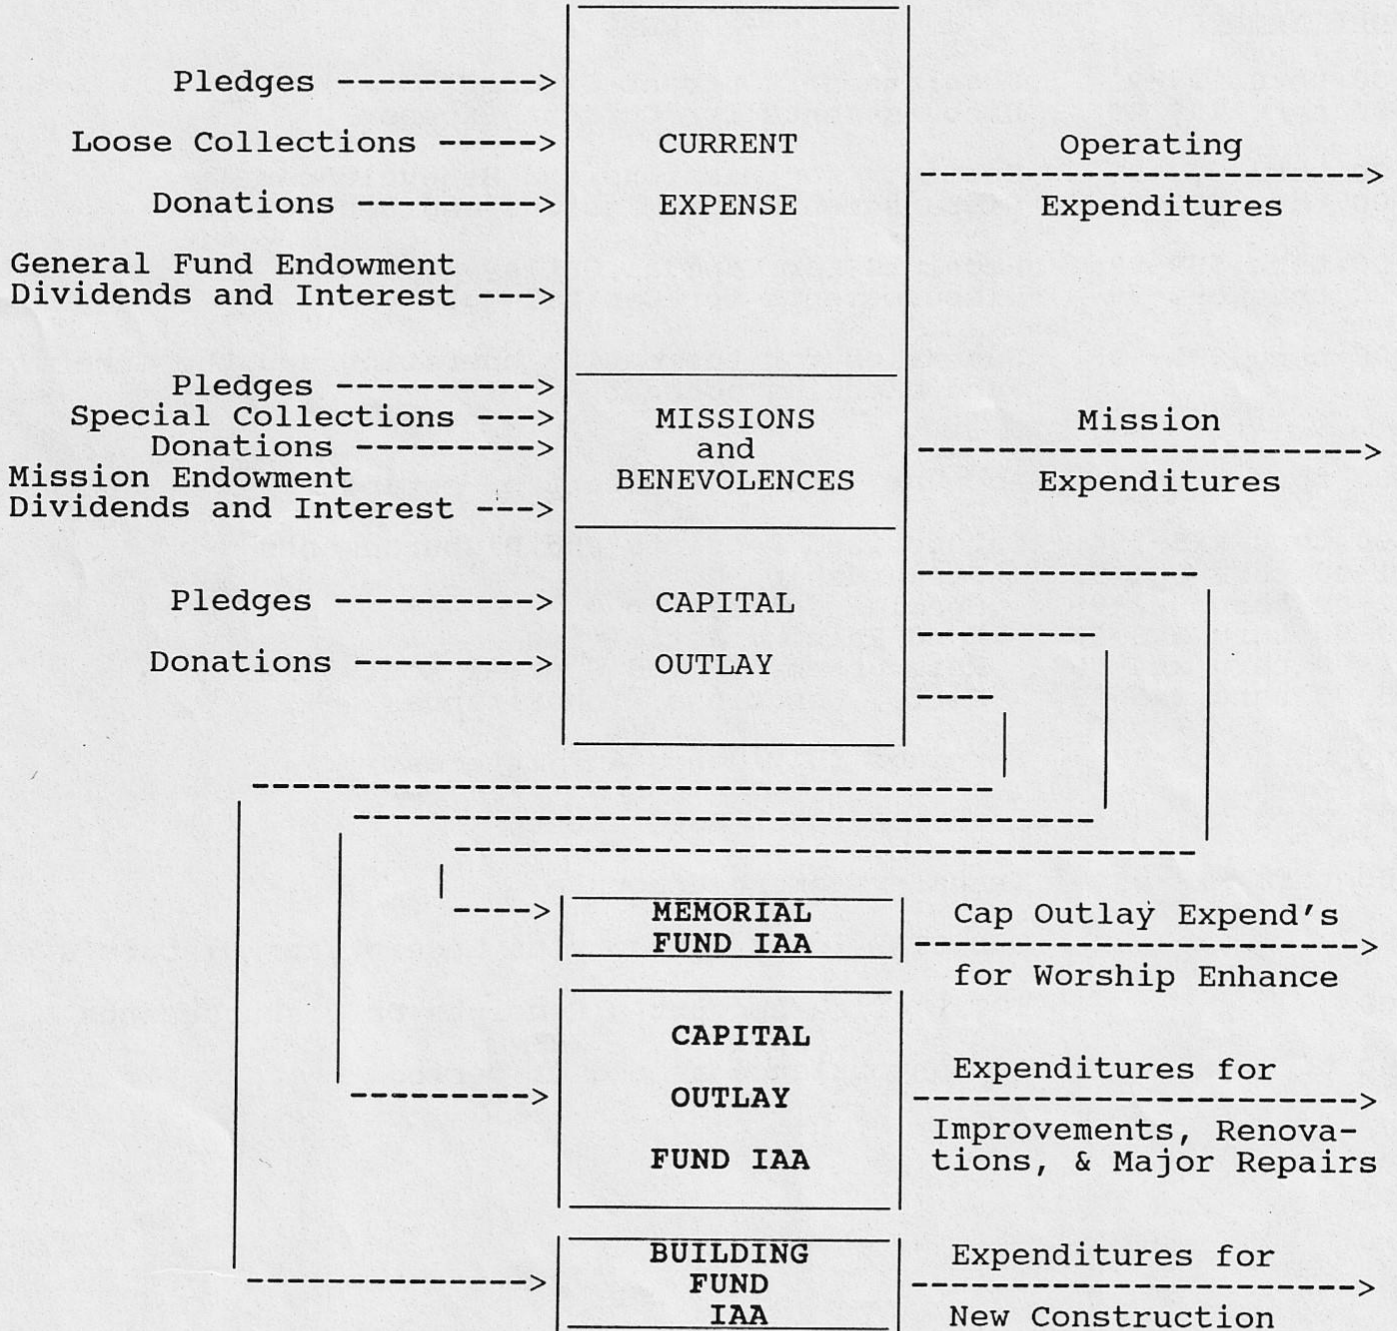 Pledges ---------->
Loose Collections -----> CURRENT Operating
---------------------->
Donations ---------> EXPENSE Expenditures
General Fund Endowment
Dividends and Interest --->
Pledges ---------->
Special Collections ---> MISSIONS Mission
Donations ---------> and ---------------------->
Mission Endowment BENEVOLENCES Expenditures
Dividends and Interest --->
Pledges ----------> CAPITAL
Donations ---------> OUTLAY
----> MEMORIAL Cap Outlay Expend's
FUND IAA ---------------------->
for Worship Enhance
CAPITAL
Expenditures for
---------> OUTLAY ---------------------->
Improvements, Renova-
FUND IAA tions, & Major Repairs
BUILDING Expenditures for
--------------> FUND ---------------------->
IAA New Construction